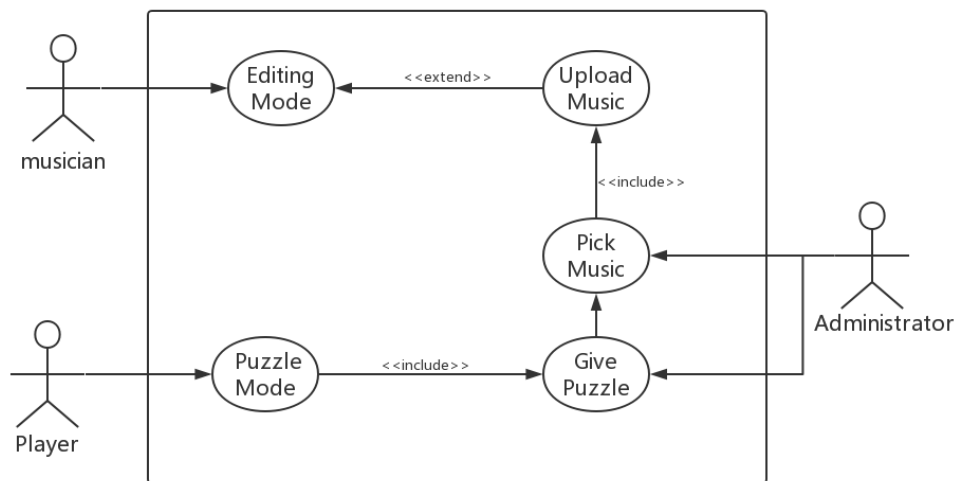 Editing
Mode
<<extend>>
Upload
Music
musician
<<include>>
Pick
Music
Administrator
Puzzle
Mode
<<include>>
Give
Puzzle
Player